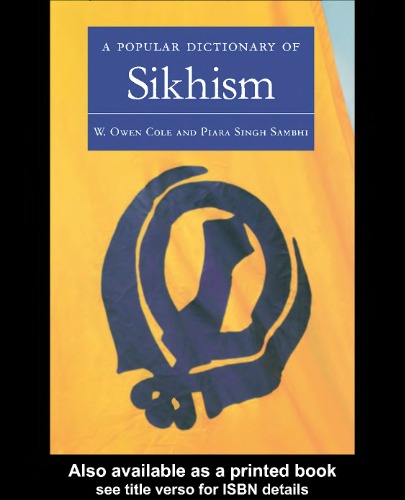 A POPULAR DICTIONARY OF
Sikhism
W. OWEN COLE AND PIARA SINGH SAMBHI
Also available as a printed book
see title verso for ISBN details